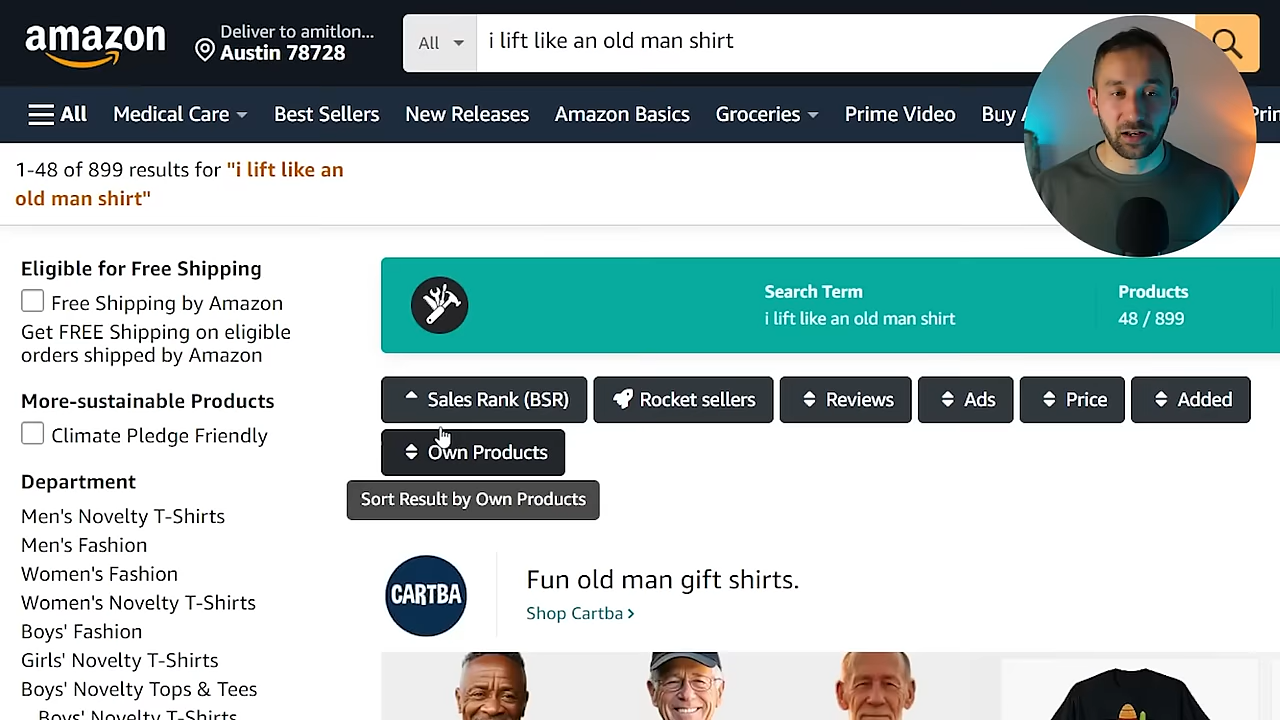 amazon
Deliver to amitlon...
Austin 78728
All
i lift like an old man shirt
All
Medical Care
Best Sellers
New Releases
Amazon Basics
Groceries
Prime Video
Buy
1-48 of 899 results for "i lift like an
old man shirt"
Eligible for Free Shipping
Free Shipping by Amazon
Get FREE Shipping on eligible
orders shipped by Amazon
More-sustainable Products
Climate Pledge Friendly
Department
Men's Novelty T-Shirts
Men's Fashion
Women's Fashion
Women's Novelty T-Shirts
Boys' Fashion
Girls' Novelty T-Shirts
Boys' Novelty Tops & Tees
Boys' Novelty T-Shirts
Search Term
i lift like an old man shirt
Products
48 / 899
Sales Rank (BSR)
Rocket sellers
Reviews
Ads
Price
Added
Own Products
Sort Result by Own Products
CARTBA
Fun old man gift shirts.
Shop Cartba